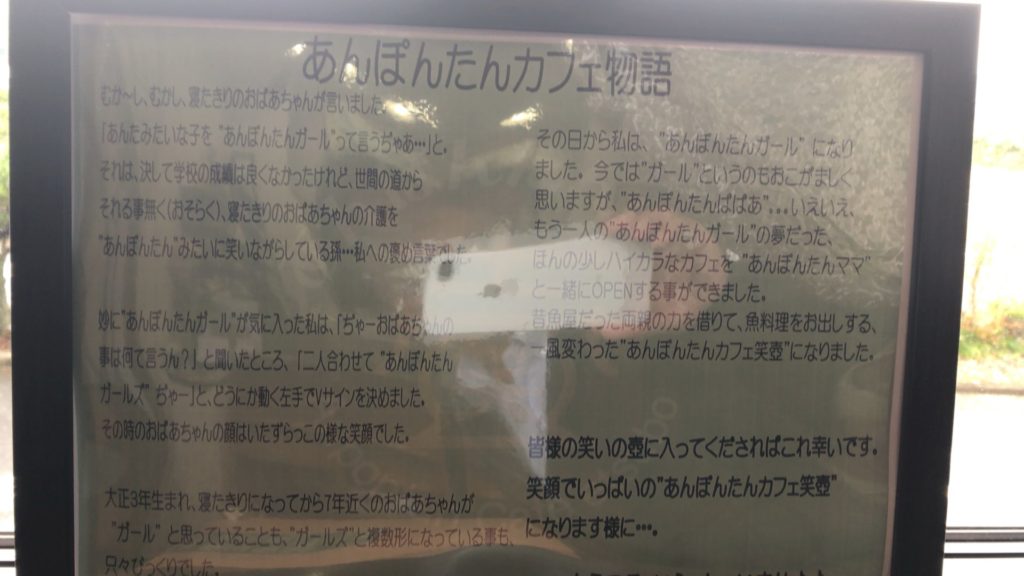 あんぽんたんカフェ物語
むか～し、むかし、寝たきりのおばあちゃんが言いました
「あんたみたいな子を "あんぽんたんガール"って言うぢゃあ…」と。
それは、決して学校の成績は良くなかったけれど、世間の道から
それる事無く（おそらく）、寝たきりのおばあちゃんの介護を
"あんぽんたん"みたいに笑いながらしている孫…私への褒め言葉でした。
妙に"あんぽんたんガール"が気に入った私は、「ぢゃーおばあちゃんの
事は何て言うん？」と聞いたところ、「二人合わせて "あんぽんたん
ガールズ" ぢゃー」と、どうにか動く左手でVサインを決めました。
その時のおばあちゃんの顔はいたずらっこの様な笑顔でした。
大正3年生まれ、寝たきりになってから7年近くのおばあちゃんが
"ガール" と思っていることも、"ガールズ"と複数形になっている事も、
只々びっくりでした。
その日から私は、"あんぽんたんガール" になり
ました。今では"ガール"というのもおこがましく
思いますが、"あんぽんたんばばあ"…いえいえ、
もう一人の"あんぽんたんガール"の夢だった、
ほんの少しハイカラなカフェを "あんぽんたんママ"
と一緒にOPENする事ができました。
昔魚屋だった両親の力を借りて、魚料理をお出しする、
一風変わった"あんぽんたんカフェ笑壺"になりました。
皆様の笑いの壺に入ってくださればこれ幸いです。
笑顔でいっぱいの"あんぽんたんカフェ笑壺"
になります様に…。